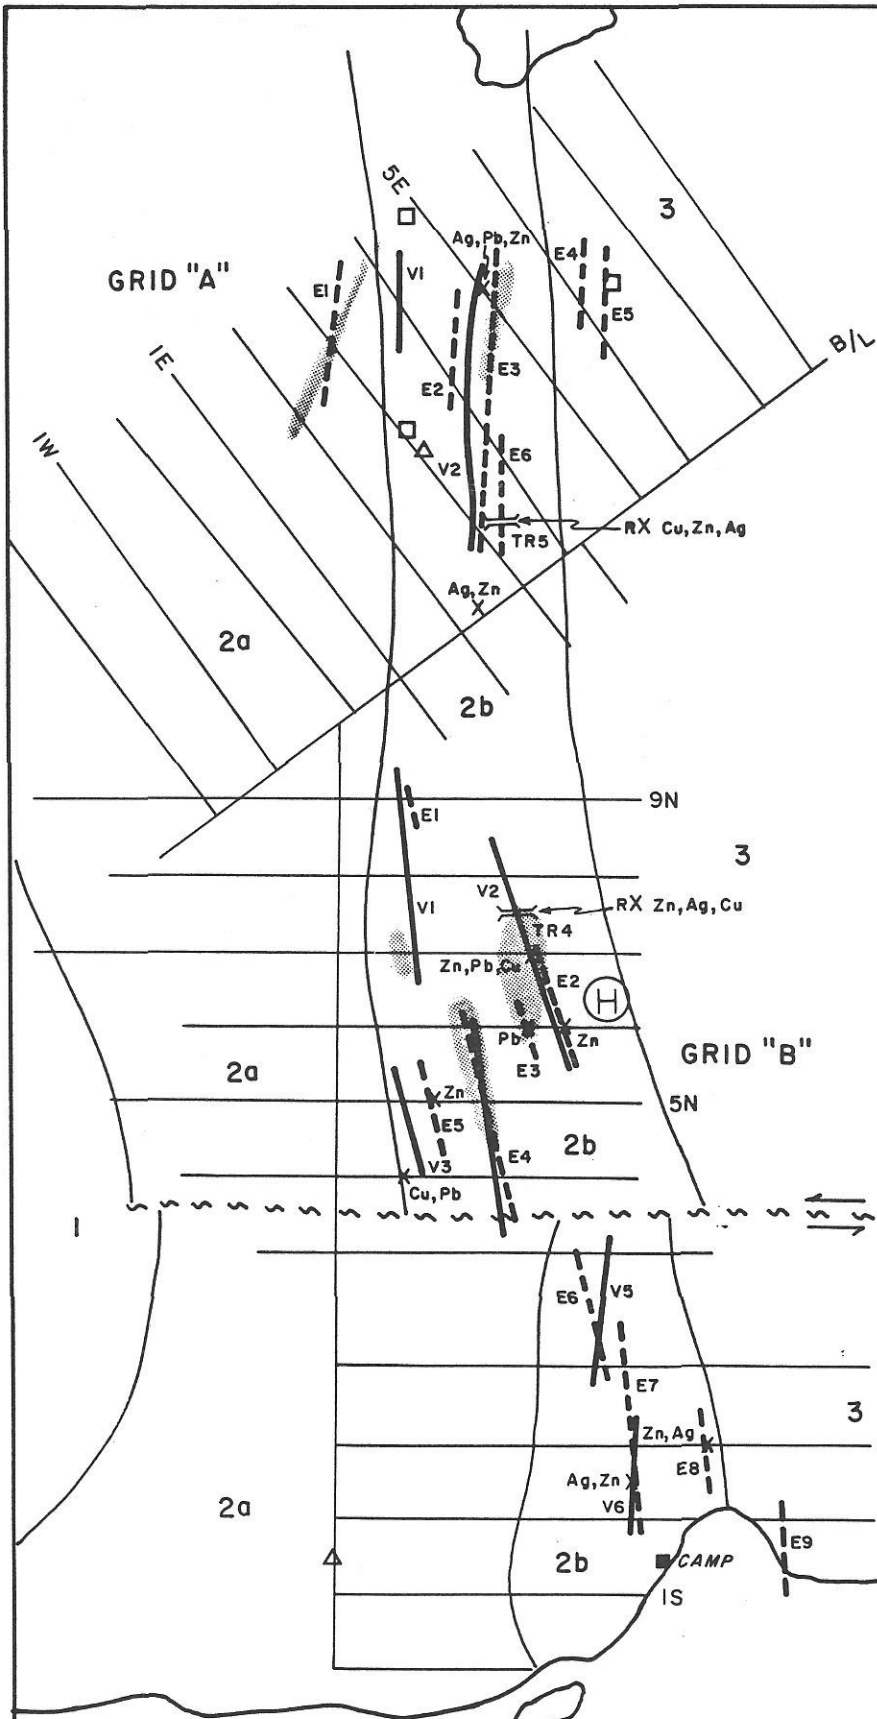 5E
3
Ag, Pb, Zn
GRID "A"
E1
V1
E4
E5
B/L
1E
E2
E3
1W
V2
E6
TR5
RX Cu, Zn, Ag
Ag, Zn
2a
2b
9N
E1
3
V1
V2
RX Zn, Ag, Cu
TR4
Zn, Pb, Cu
E2
H
Pb
Zn
E3
GRID "B"
2a
Zn
5N
E5
2b
V3
E4
Cu, Pb
1
E6
V5
E7
3
Zn, Ag
E8
Ag, Zn
V6
2a
E9
2b
CAMP
1S